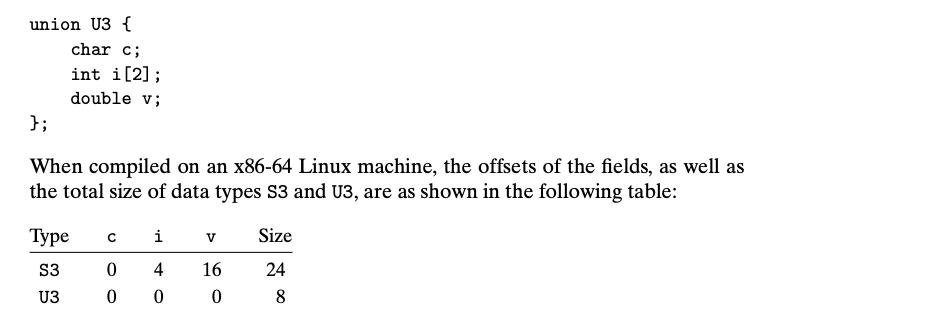 union U3 {
    char c;
    int i[2];
    double v;
};
When compiled on an x86-64 Linux machine, the offsets of the fields, as well as
the total size of data types S3 and U3, are as shown in the following table:
Type c i v Size
S3 0 4 16 24
U3 0 0 0 8